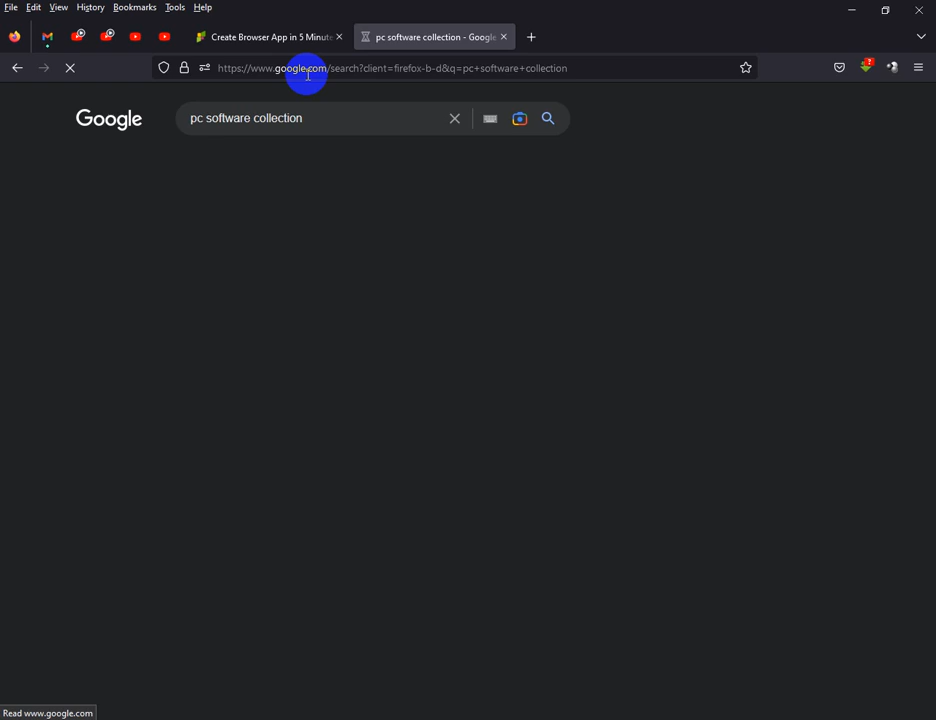 File Edit View History Bookmarks Tools Help
Create Browser App in 5 Minute
pc software collection - Google
https://www.google.com/search?client=firefox-b-d&q=pc+software+collection
?
Google
pc software collection
Read www.google.com